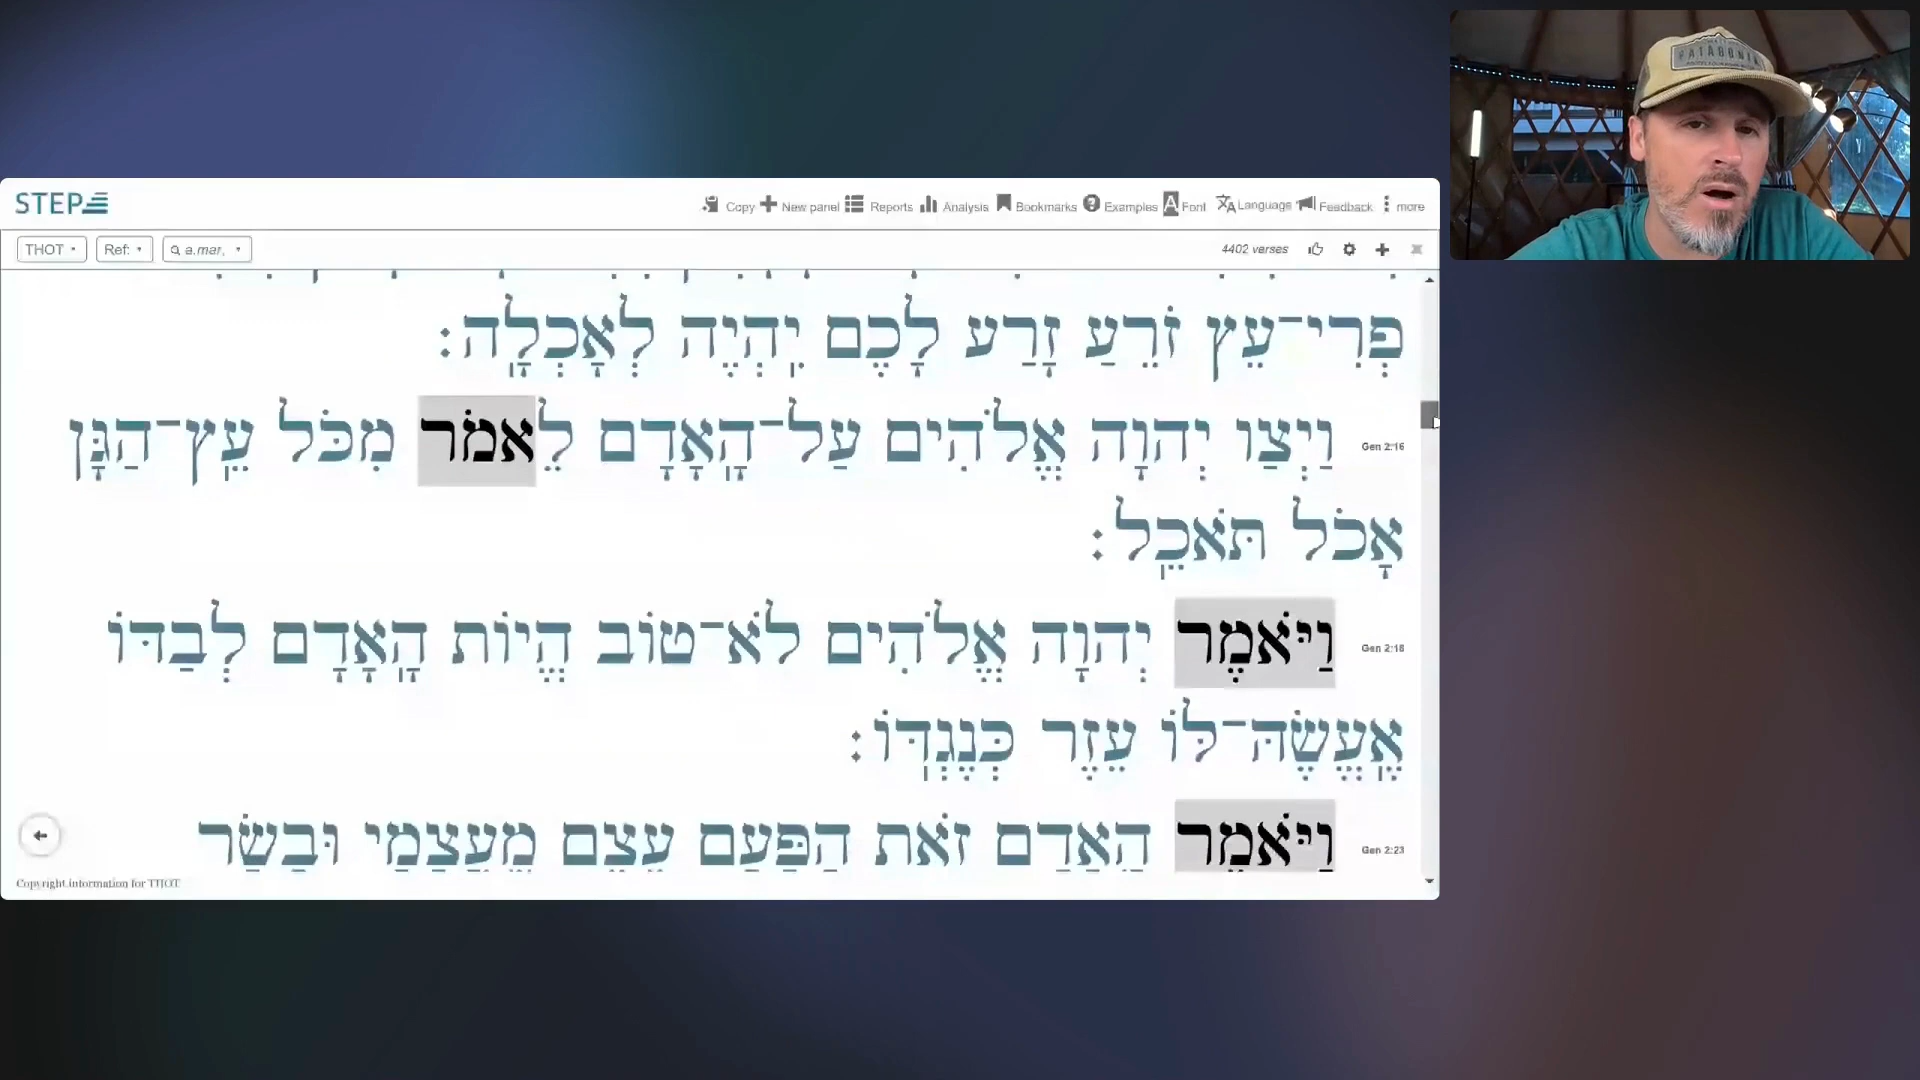 STEP
Copy New panel Reports Analysis Bookmarks Examples A Font Language Feedback more
THOT Ref: a.mar, 4402 verses
פְּרִי־עֵץ זֹרֵעַ זָרַע לָכֶם יִהְיֶה לְאָכְלָֽה׃
Gen 2:16 וַיְצַו יְהוָה אֱלֹהִים עַל־הָֽאָדָם לֵאמֹר מִכֹּל עֵֽץ־הַגָּן
אָכֹל תֹּאכֵֽל׃
Gen 2:18 וַיֹּאמֶר יְהוָה אֱלֹהִים לֹא־טוֹב הֱיוֹת הָֽאָדָם לְבַדּוֹ
אֶֽעֱשֶׂהּ־לּוֹ עֵזֶר כְּנֶגְדּֽוֹ׃
Gen 2:23 וַיֹּאמֶר הָֽאָדָם זֹאת הַפַּעַם עֶצֶם מֵֽעֲצָמַי וּבָשָׂר
Copyright information for THOT
PATAGONIA